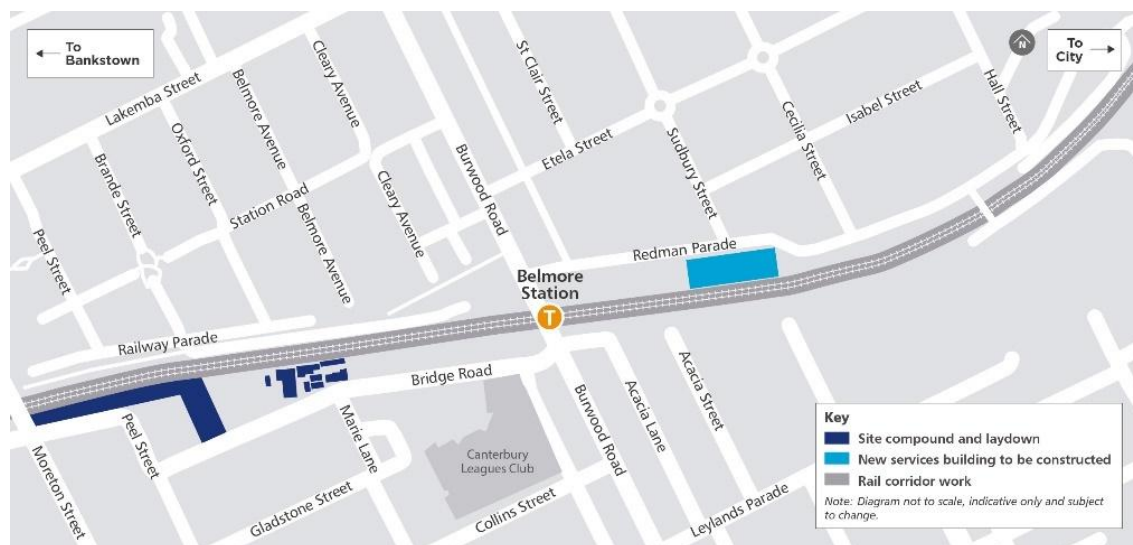 To
Bankstown
N
To
City
Lakemba Street
Cleary Avenue
Belmore Avenue
Oxford Street
Brande Street
Station Road
Belmore Avenue
Cleary Avenue
Peel Street
Burwood Road
St Clair Street
Etela Street
Sudbury Street
Cecilia Street
Isabel Street
Hall Street
Redman Parade
Belmore
Station
T
Railway Parade
Bridge Road
Peel Street
Moreton Street
Marie Lane
Gladstone Street
Canterbury
Leagues Club
Collins Street
Burwood Road
Acacia Lane
Acacia Street
Leylands Parade
Key
Site compound and laydown
New services building to be constructed
Rail corridor work
Note: Diagram not to scale, indicative only and subject
to change.